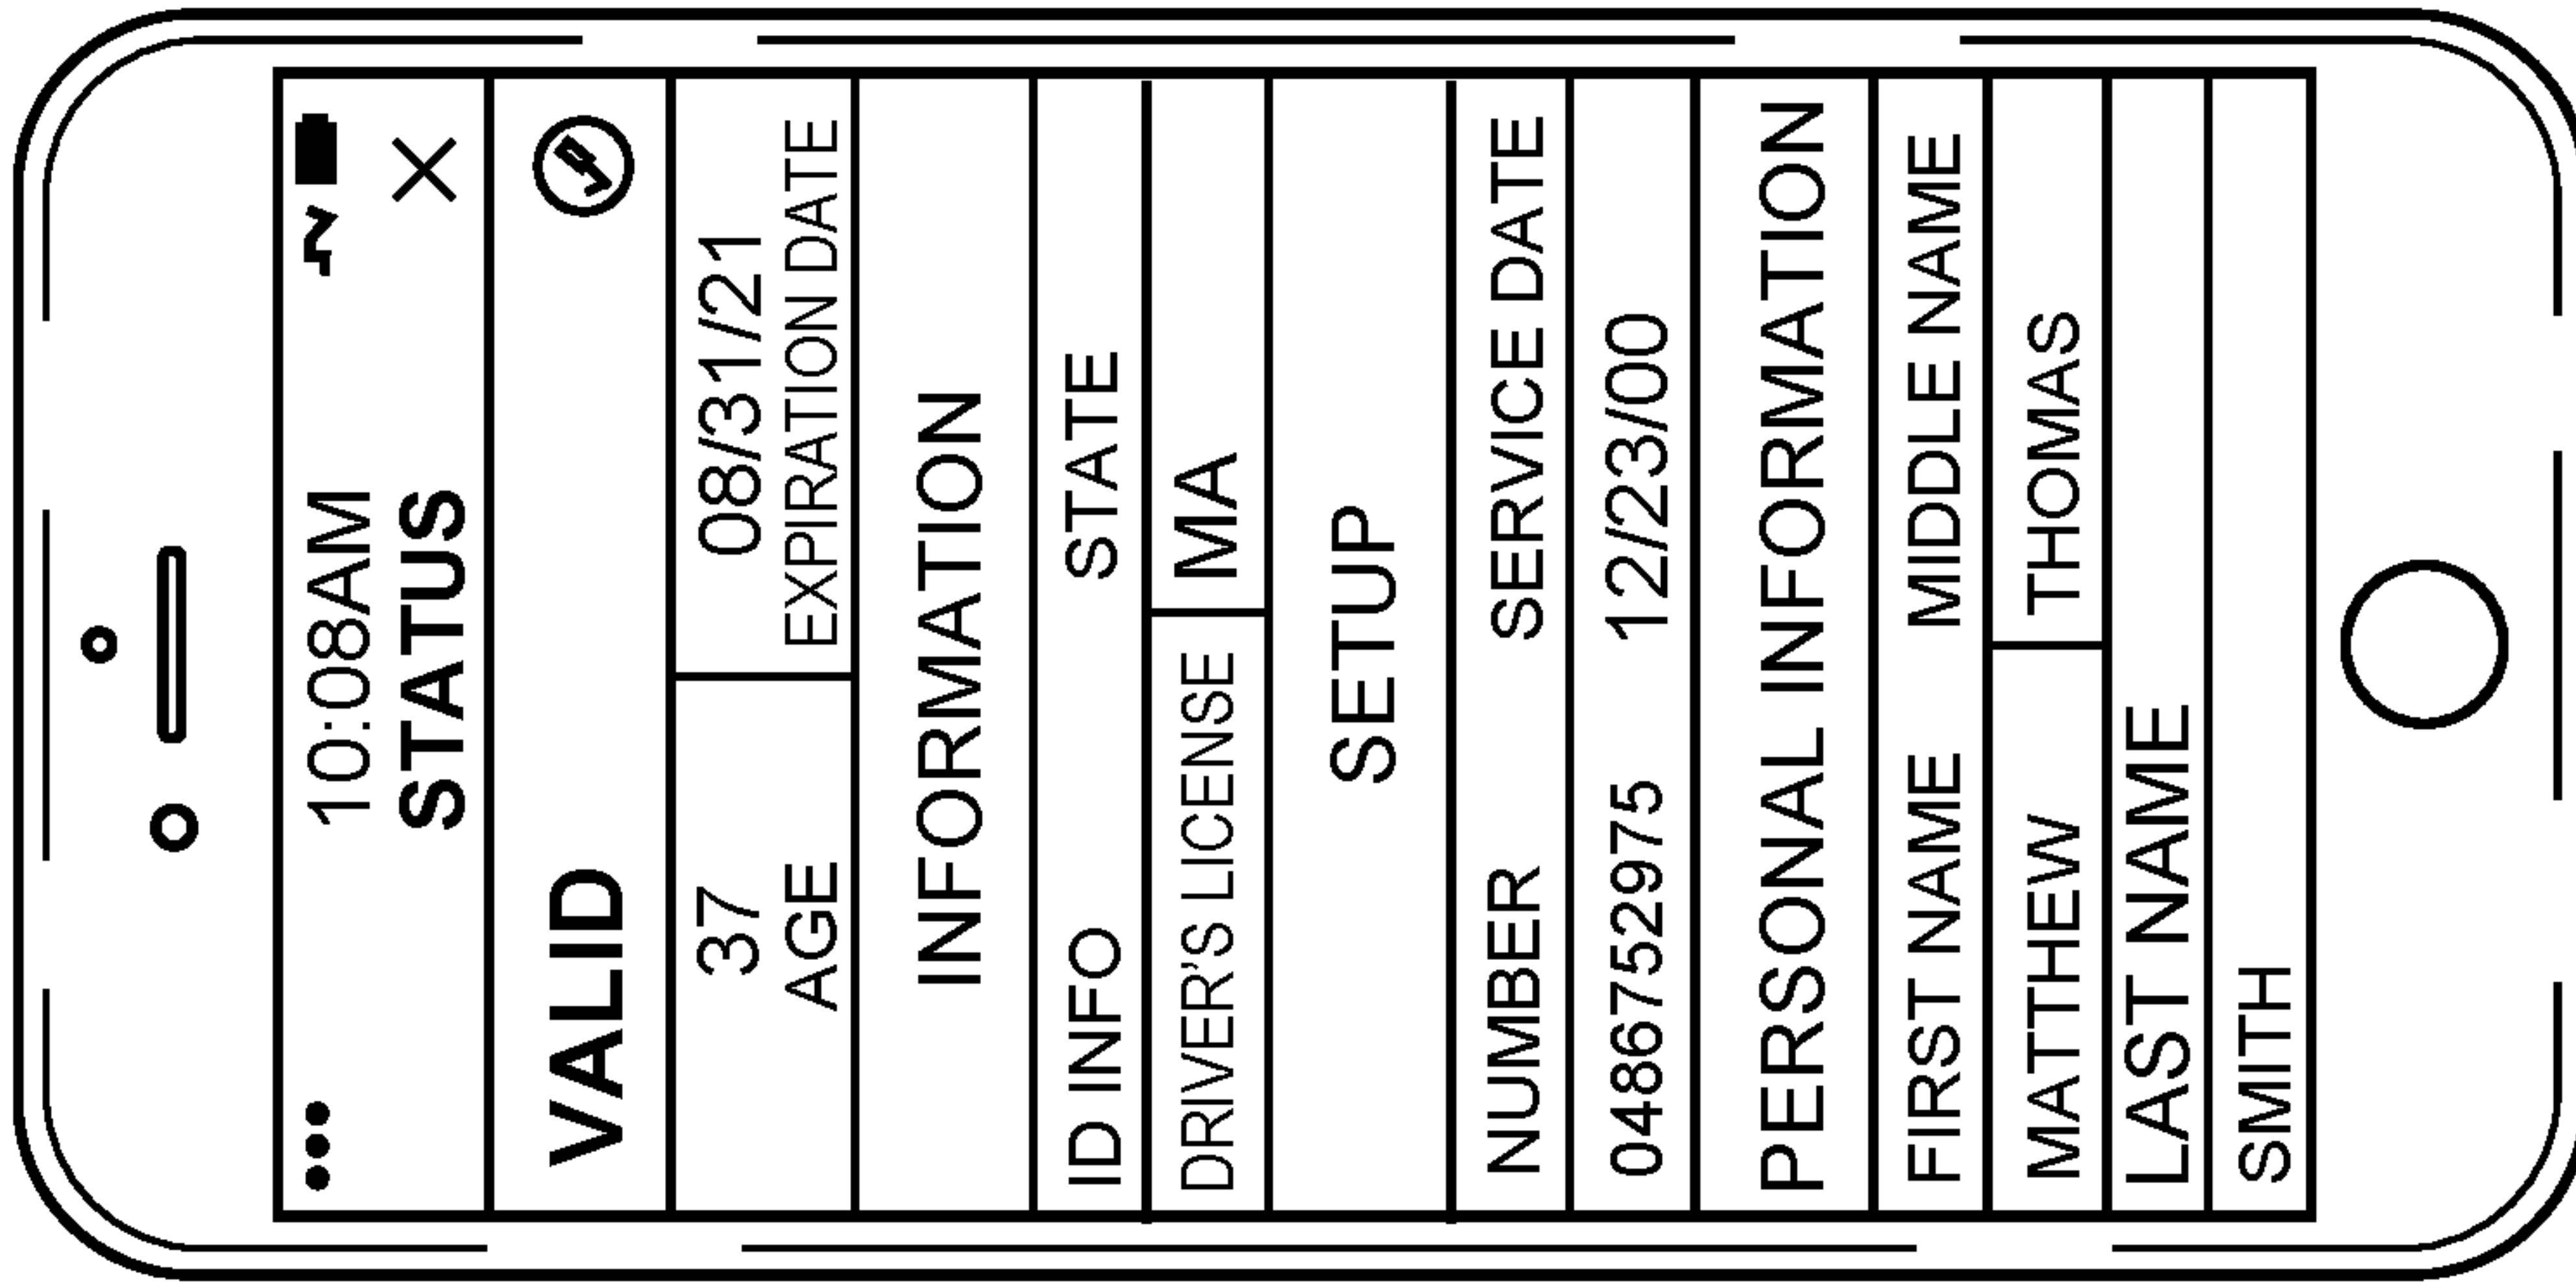 10:08AM
STATUS
VALID
37 08/31/21
AGE EXPIRATION DATE
INFORMATION
ID INFO STATE
DRIVER'S LICENSE MA
SETUP
NUMBER SERVICE DATE
0486752975 12/23/00
PERSONAL INFORMATION
FIRST NAME MIDDLE NAME
MATTHEW THOMAS
LAST NAME
SMITH